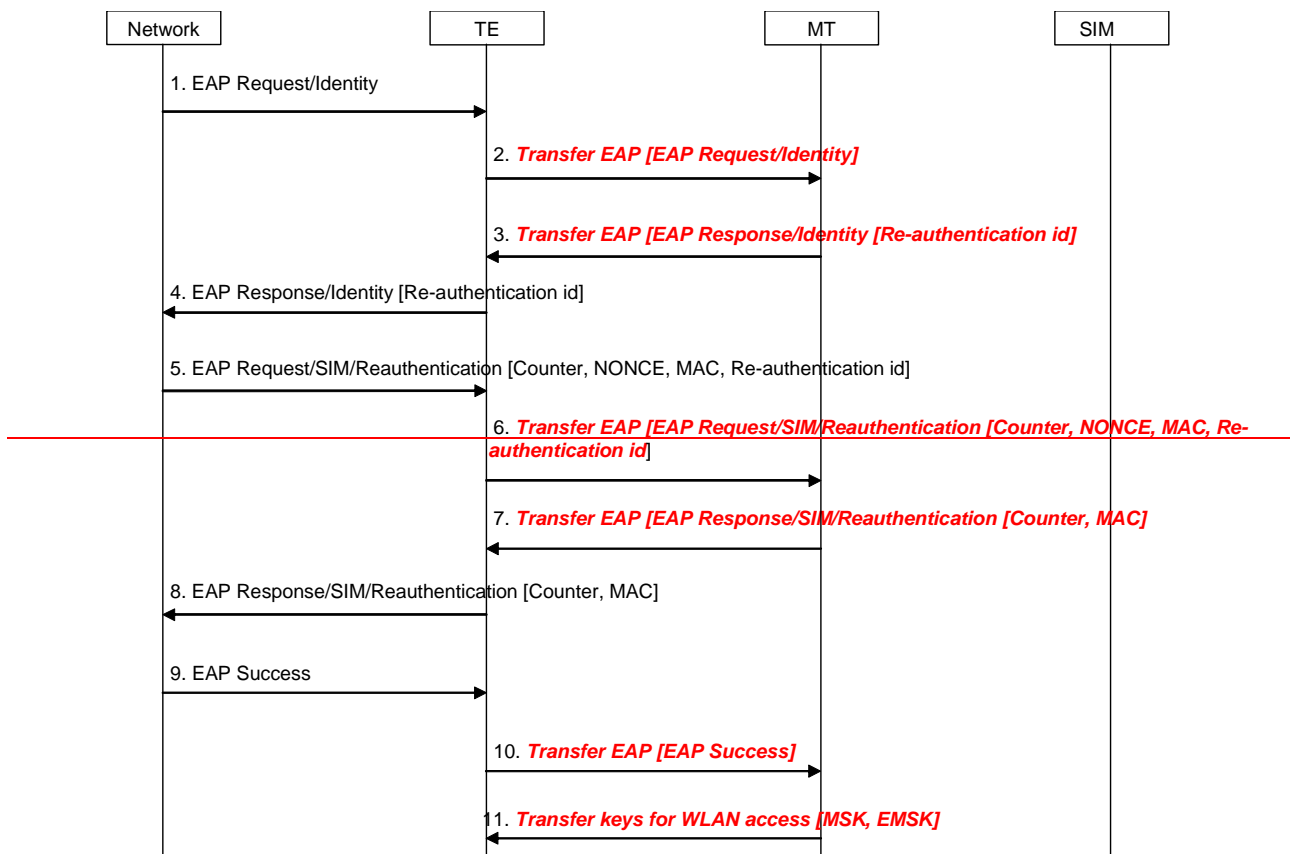 Network TE MT SIM
1. EAP Request/Identity
2. Transfer EAP [EAP Request/Identity]
3. Transfer EAP [EAP Response/Identity [Re-authentication id]
4. EAP Response/Identity [Re-authentication id]
5. EAP Request/SIM/Reauthentication [Counter, NONCE, MAC, Re-authentication id]
6. Transfer EAP [EAP Request/SIM/Reauthentication [Counter, NONCE, MAC, Re-
authentication id]
7. Transfer EAP [EAP Response/SIM/Reauthentication [Counter, MAC]
8. EAP Response/SIM/Reauthentication [Counter, MAC]
9. EAP Success
10. Transfer EAP [EAP Success]
11. Transfer keys for WLAN access [MSK, EMSK]